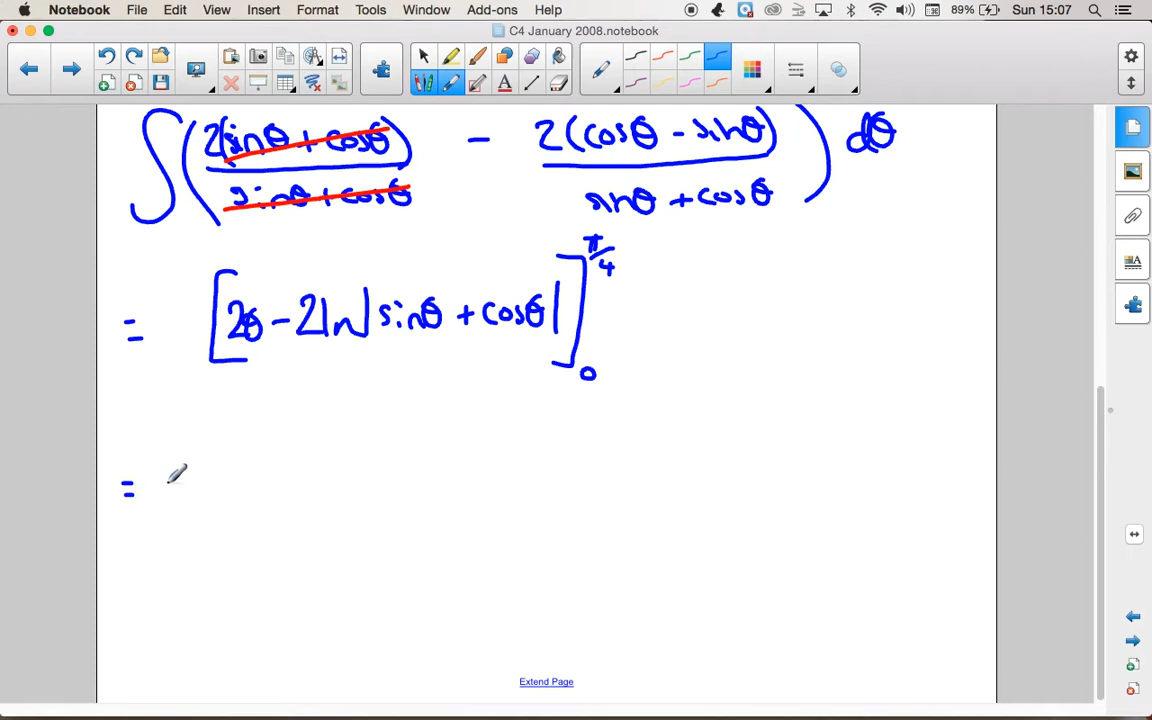 Notebook File Edit View Insert Format Tools Window Add-ons Help 89% Sun 15:07
C4 January 2008.notebook
∫ ( 2(sinθ + cosθ) / sinθ + cosθ - 2(cosθ - sinθ) / sinθ + cosθ ) dθ
= [ 2θ - 2ln|sinθ + cosθ| ] π/4 0
=
Extend Page